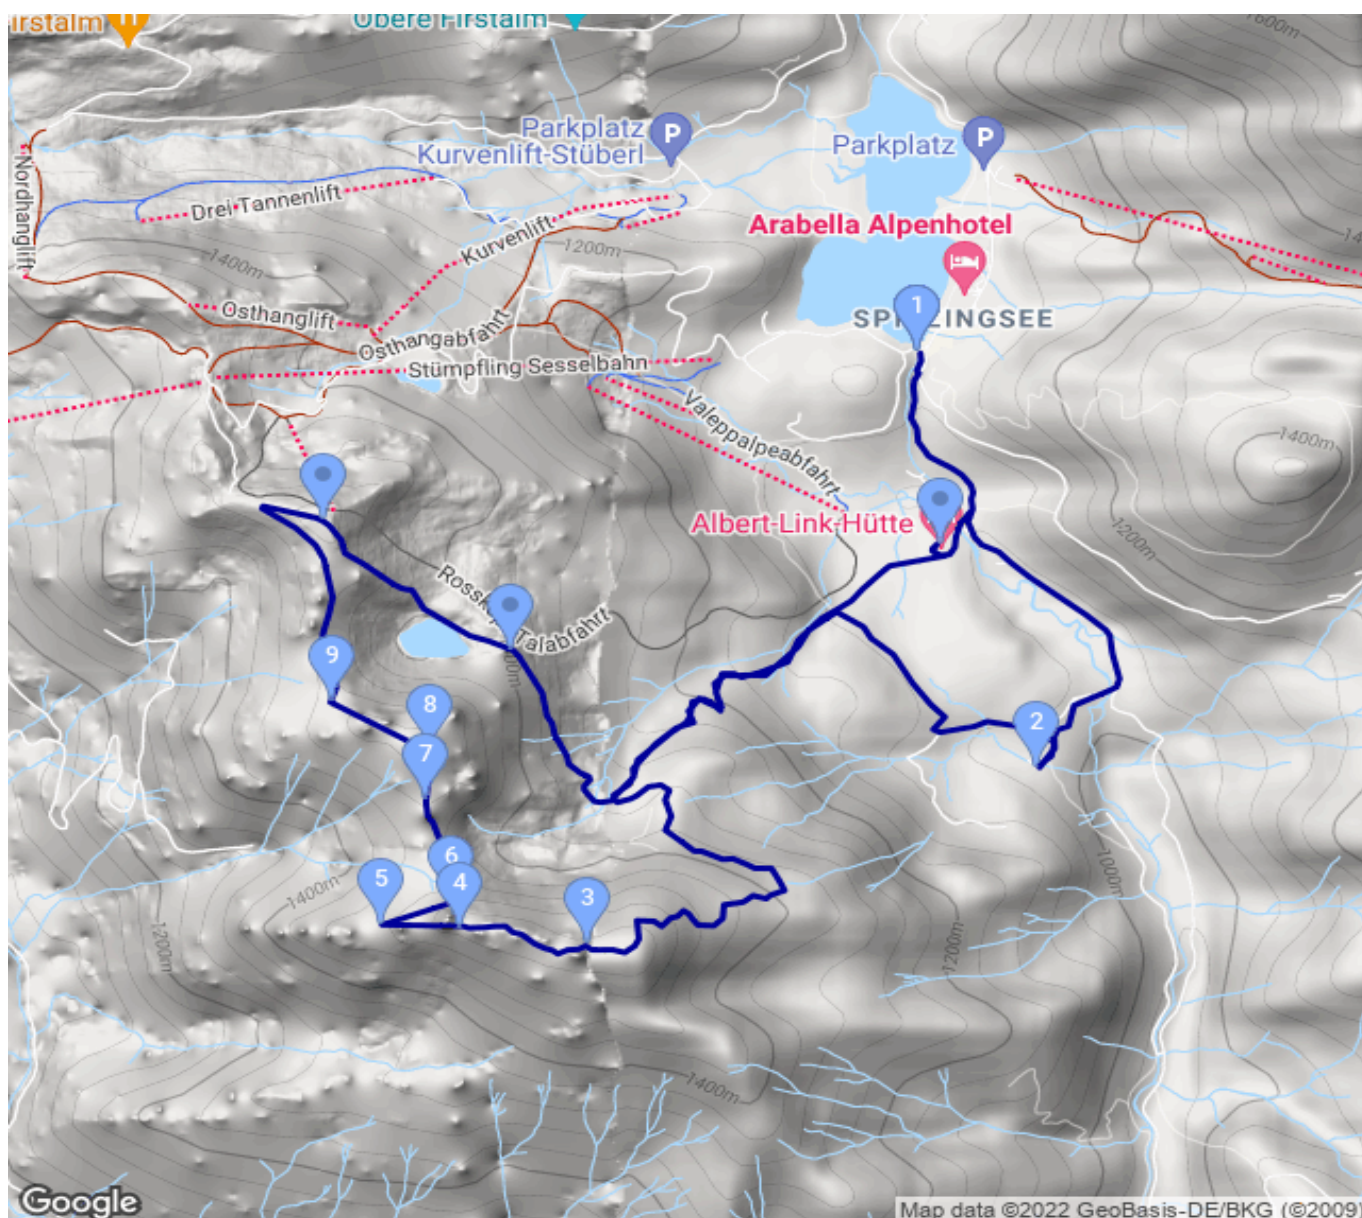 irstalm
Obere Firstalm
Parkplatz
Kurvenlift-Stüberl
P
Parkplatz
P
Nordhanglift
Drei Tannenlift
Kurvenlift
1200m
1400m
1600m
Arabella Alpenhotel
Osthanglift
Osthangabfahrt
1
Stümpfling Sesselbahn
Valeppalpeabfahrt
1400m
Albert-Link-Hütte
1200m
Talabfahrt
9
8
7
2
1000m
6
5
4
3
1400m
1200m
1200m
1400m
Google
Map data ©2022 GeoBasis-DE/BKG (©2009)